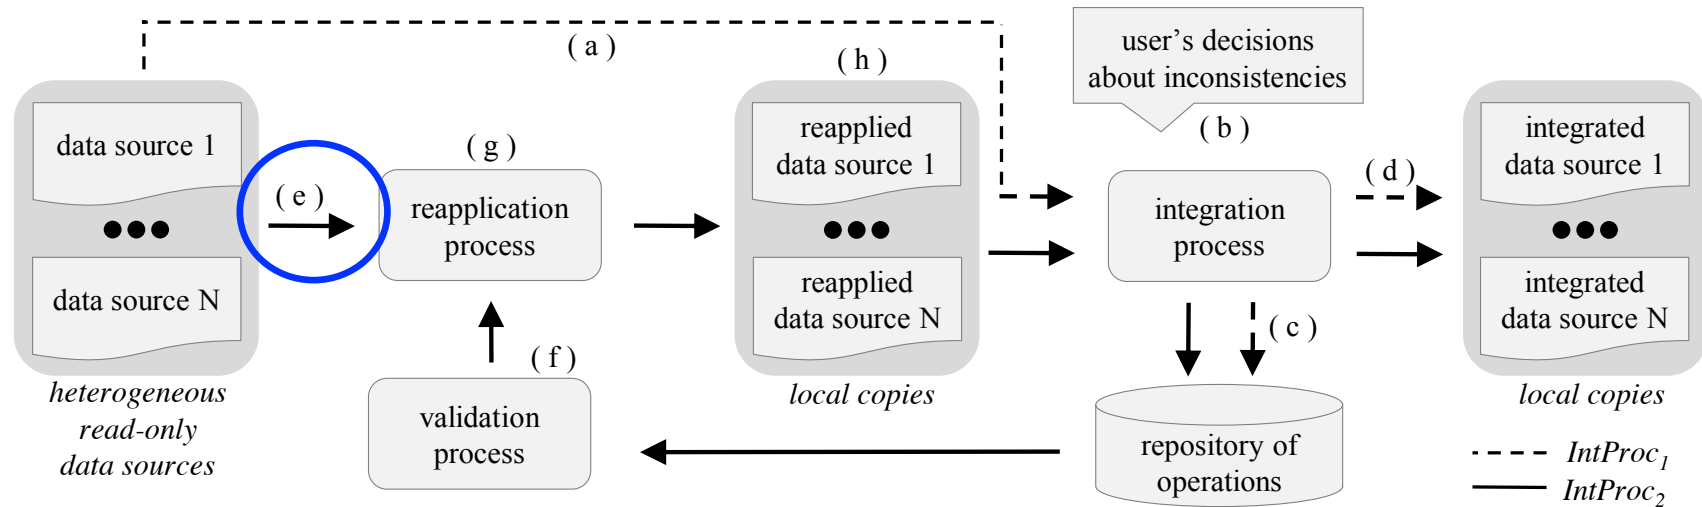 ( a )
data source 1
data source N
heterogeneous
read-only
data sources
( e )
( g )
reapplication
process
( f )
validation
process
( h )
reapplied
data source 1
reapplied
data source N
local copies
user's decisions
about inconsistencies
( b )
integration
process
( c )
repository of
operations
( d )
integrated
data source 1
integrated
data source N
local copies
IntProc1
IntProc2